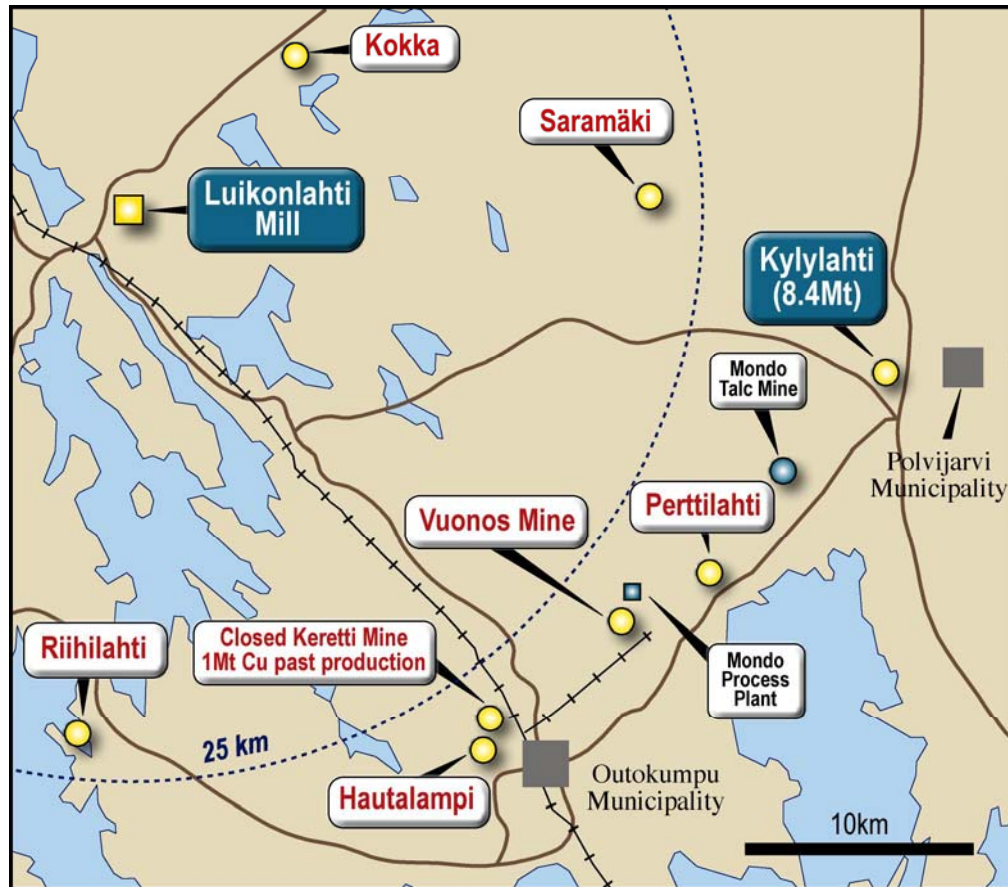 Kokka
Saramäki
Luikonlahti
Mill
Kylylahti
(8.4Mt)
Mondo
Talc Mine
Polvijarvi
Municipality
Perttilahti
Vuonos Mine
Closed Keretti Mine
1Mt Cu past production
Riihilahti
Mondo
Process
Plant
25 km
Hautalampi
Outokumpu
Municipality
10km